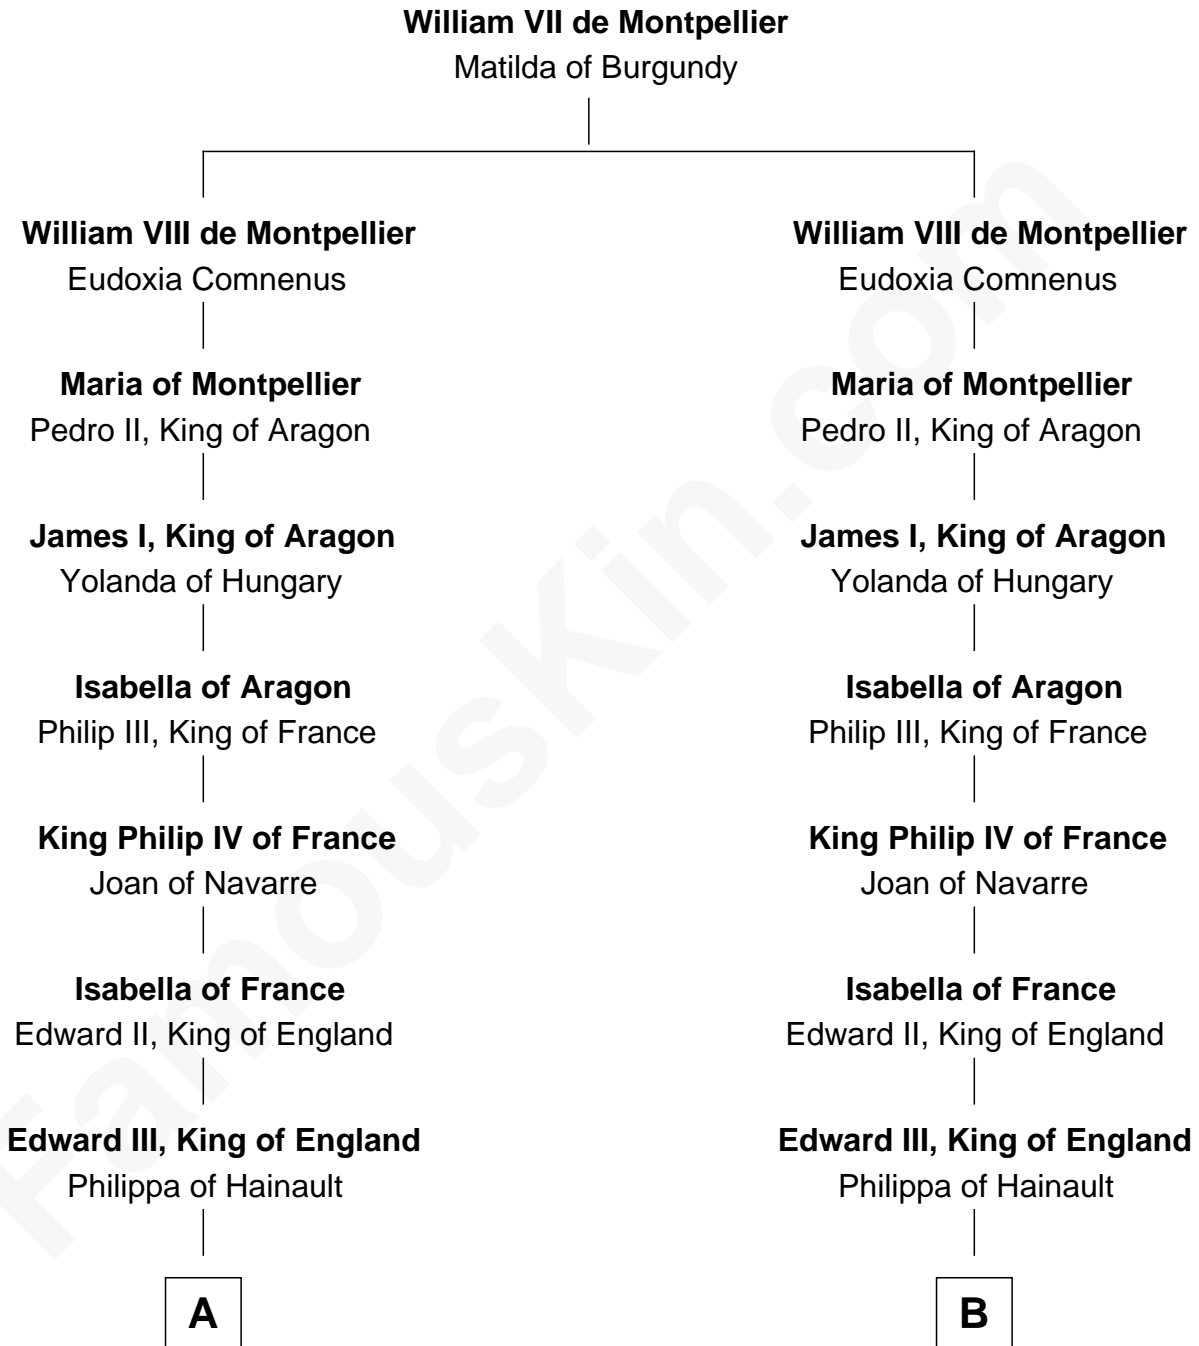 William VII de Montpellier
Matilda of Burgundy
William VIII de Montpellier
Eudoxia Comnenus
Maria of Montpellier
Pedro II, King of Aragon
James I, King of Aragon
Yolanda of Hungary
Isabella of Aragon
Philip III, King of France
King Philip IV of France
Joan of Navarre
Isabella of France
Edward II, King of England
Edward III, King of England
Philippa of Hainault
A
William VIII de Montpellier
Eudoxia Comnenus
Maria of Montpellier
Pedro II, King of Aragon
James I, King of Aragon
Yolanda of Hungary
Isabella of Aragon
Philip III, King of France
King Philip IV of France
Joan of Navarre
Isabella of France
Edward II, King of England
Edward III, King of England
Philippa of Hainault
B
FamousKin.com